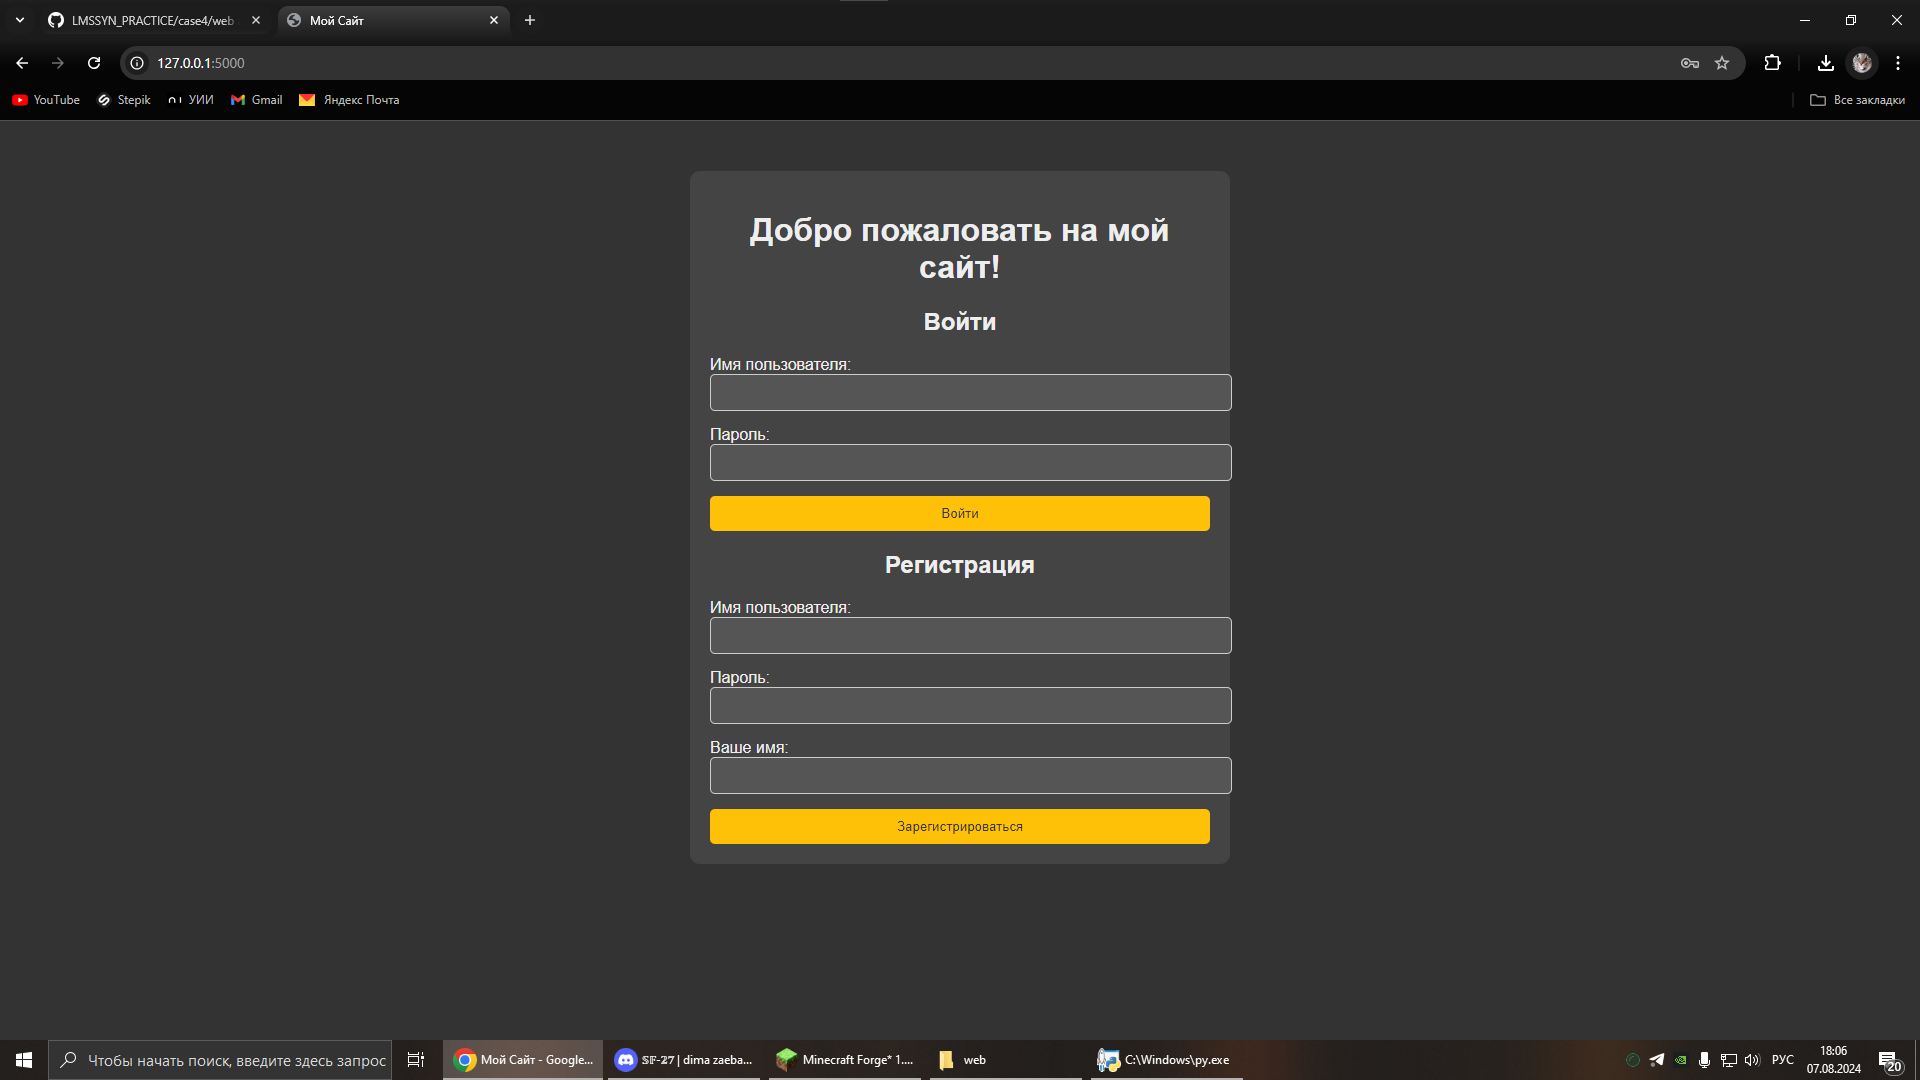 LMSSYN_PRACTICE/case4/web
Мой Сайт
127.0.0.1:5000
YouTube
Stepik
УИИ
Gmail
Яндекс Почта
Все закладки
Добро пожаловать на мой
сайт!
Войти
Имя пользователя:
Пароль:
Войти
Регистрация
Имя пользователя:
Пароль:
Ваше имя:
Зарегистрироваться
Чтобы начать поиск, введите здесь запрос
Мой Сайт - Google...
𝕊𝔽-𝟚𝟟 | dima zaeba...
Minecraft Forge* 1....
web
C:\Windows\py.exe
РУС
18:06
07.08.2024
20